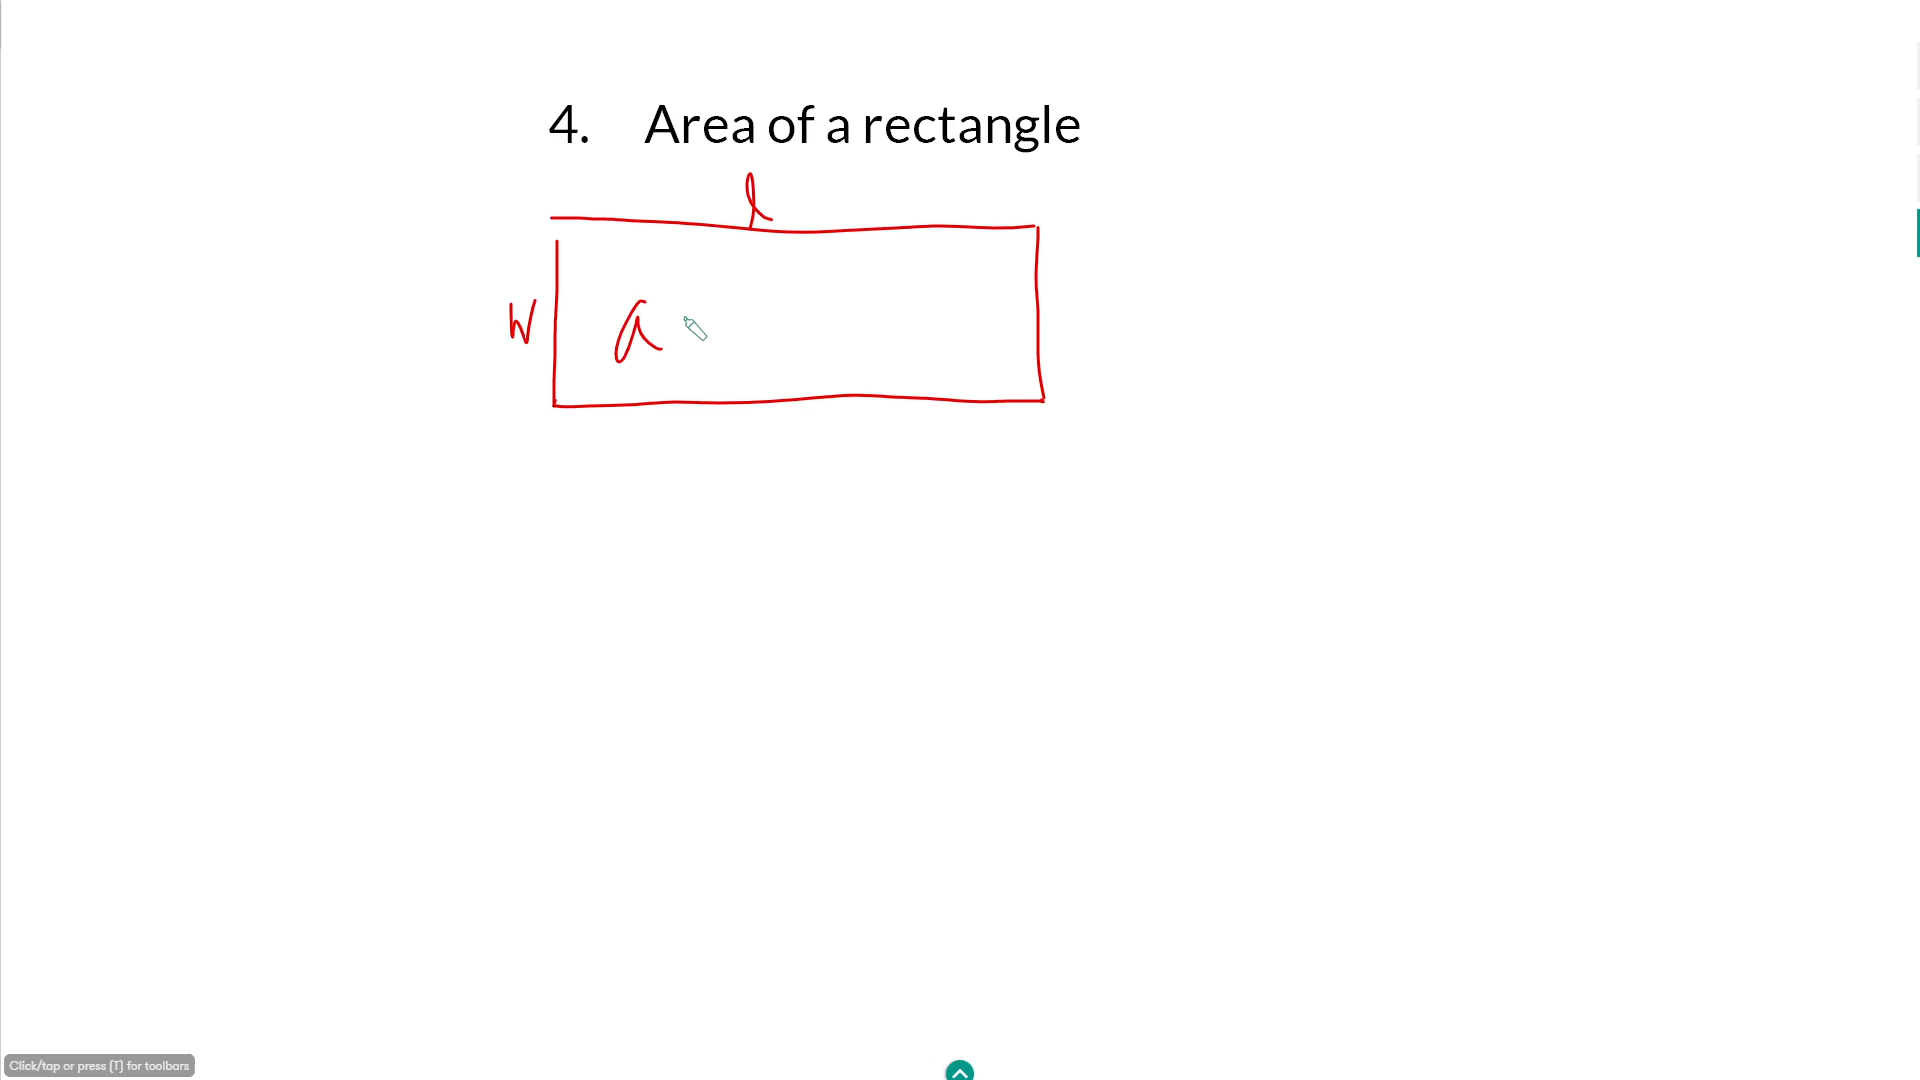 4. Area of a rectangle
l
W
a
Click/tap or press (T) for toolbars